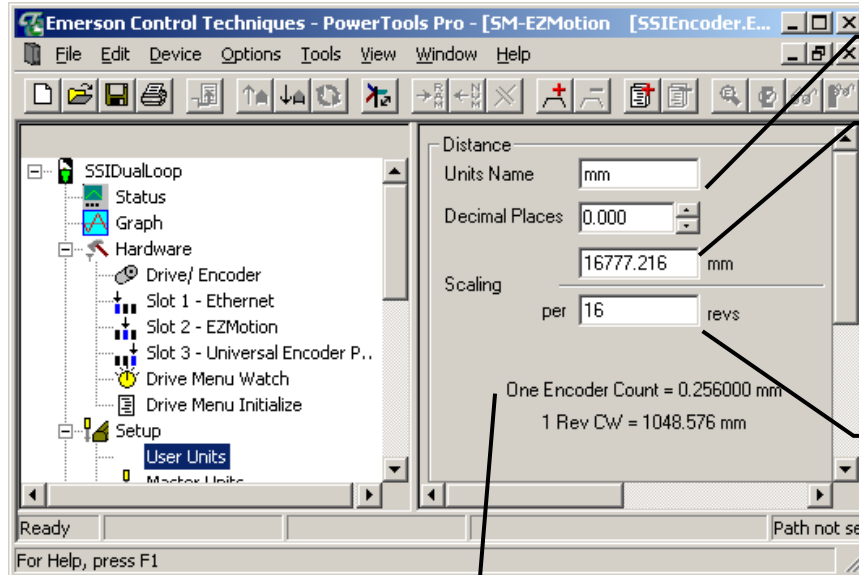 Emerson Control Techniques - PowerTools Pro - [SM-EZMotion [SSIEncoder.E...
File Edit Device Options Tools View Window Help
SSIDualLoop
Status
Graph
Hardware
Drive/ Encoder
Slot 1 - Ethernet
Slot 2 - EZMotion
Slot 3 - Universal Encoder P..
Drive Menu Watch
Drive Menu Initialize
Setup
User Units
Master Units
Distance
Units Name mm
Decimal Places 0.000
Scaling
16777.216 mm
per 16 revs
One Encoder Count = 0.256000 mm
1 Rev CW = 1048.576 mm
Ready
Path not se
For Help, press F1